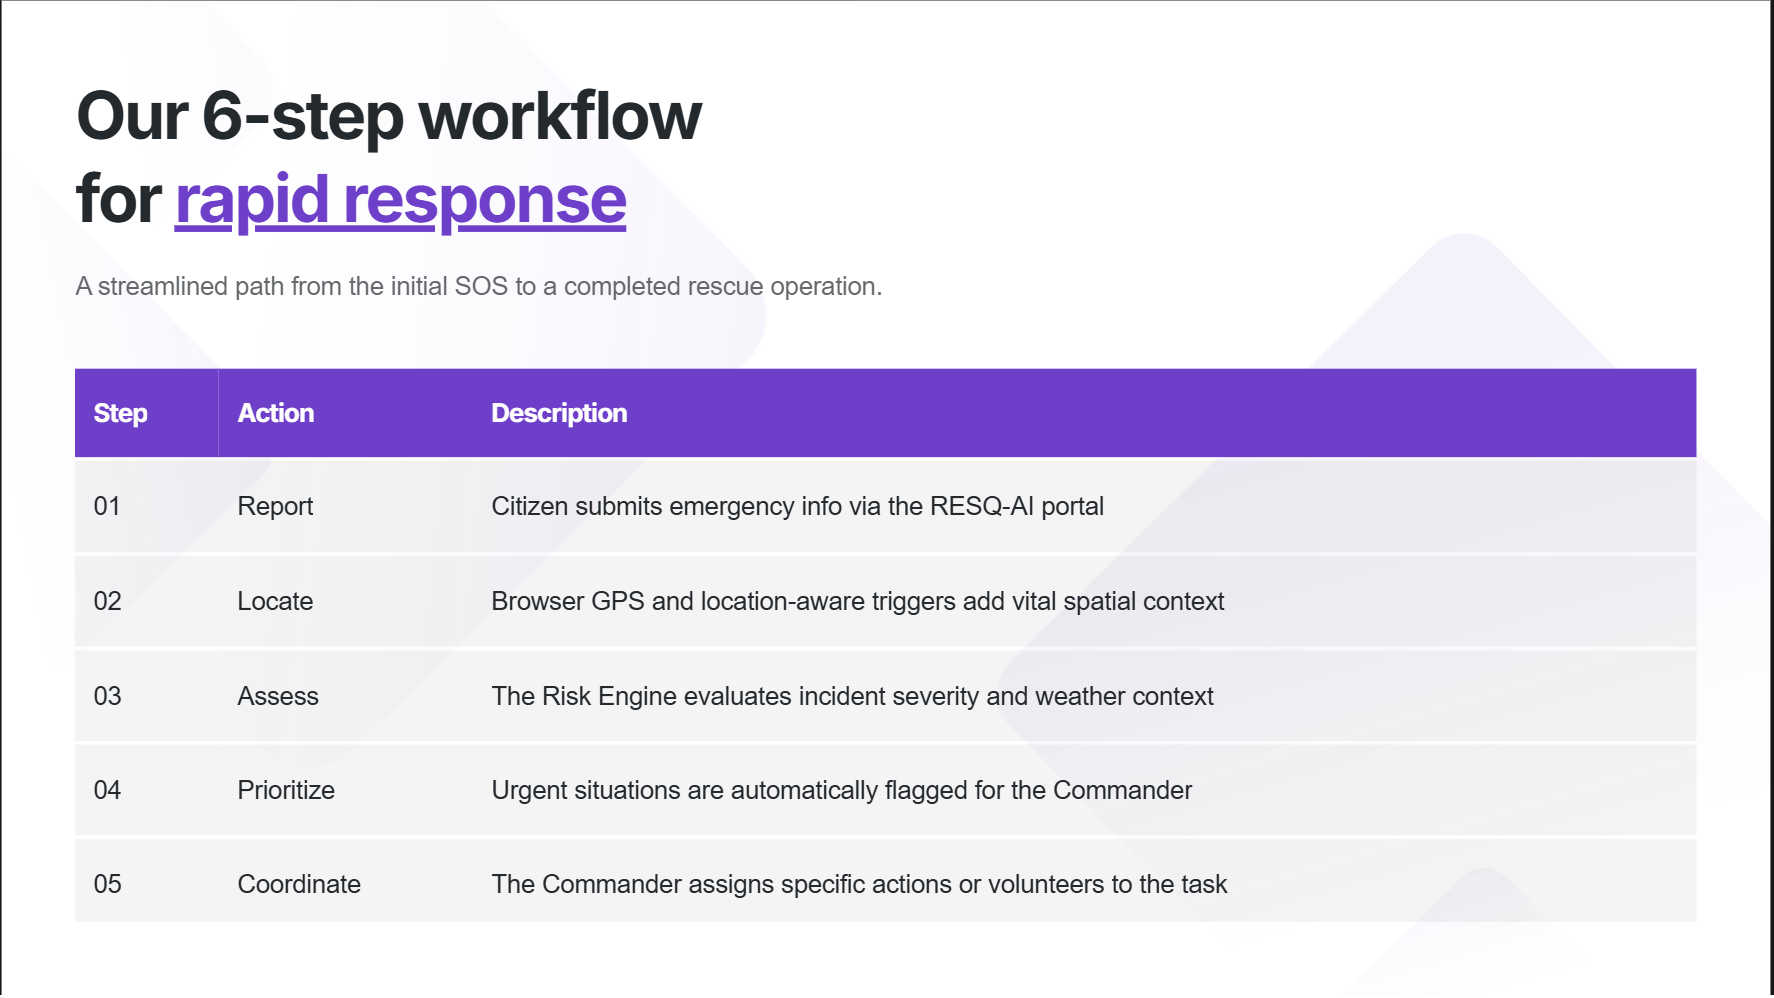 Our 6-step workflow
for rapid response
A streamlined path from the initial SOS to a completed rescue operation.
Step Action Description
01 Report Citizen submits emergency info via the RESQ-AI portal
02 Locate Browser GPS and location-aware triggers add vital spatial context
03 Assess The Risk Engine evaluates incident severity and weather context
04 Prioritize Urgent situations are automatically flagged for the Commander
05 Coordinate The Commander assigns specific actions or volunteers to the task